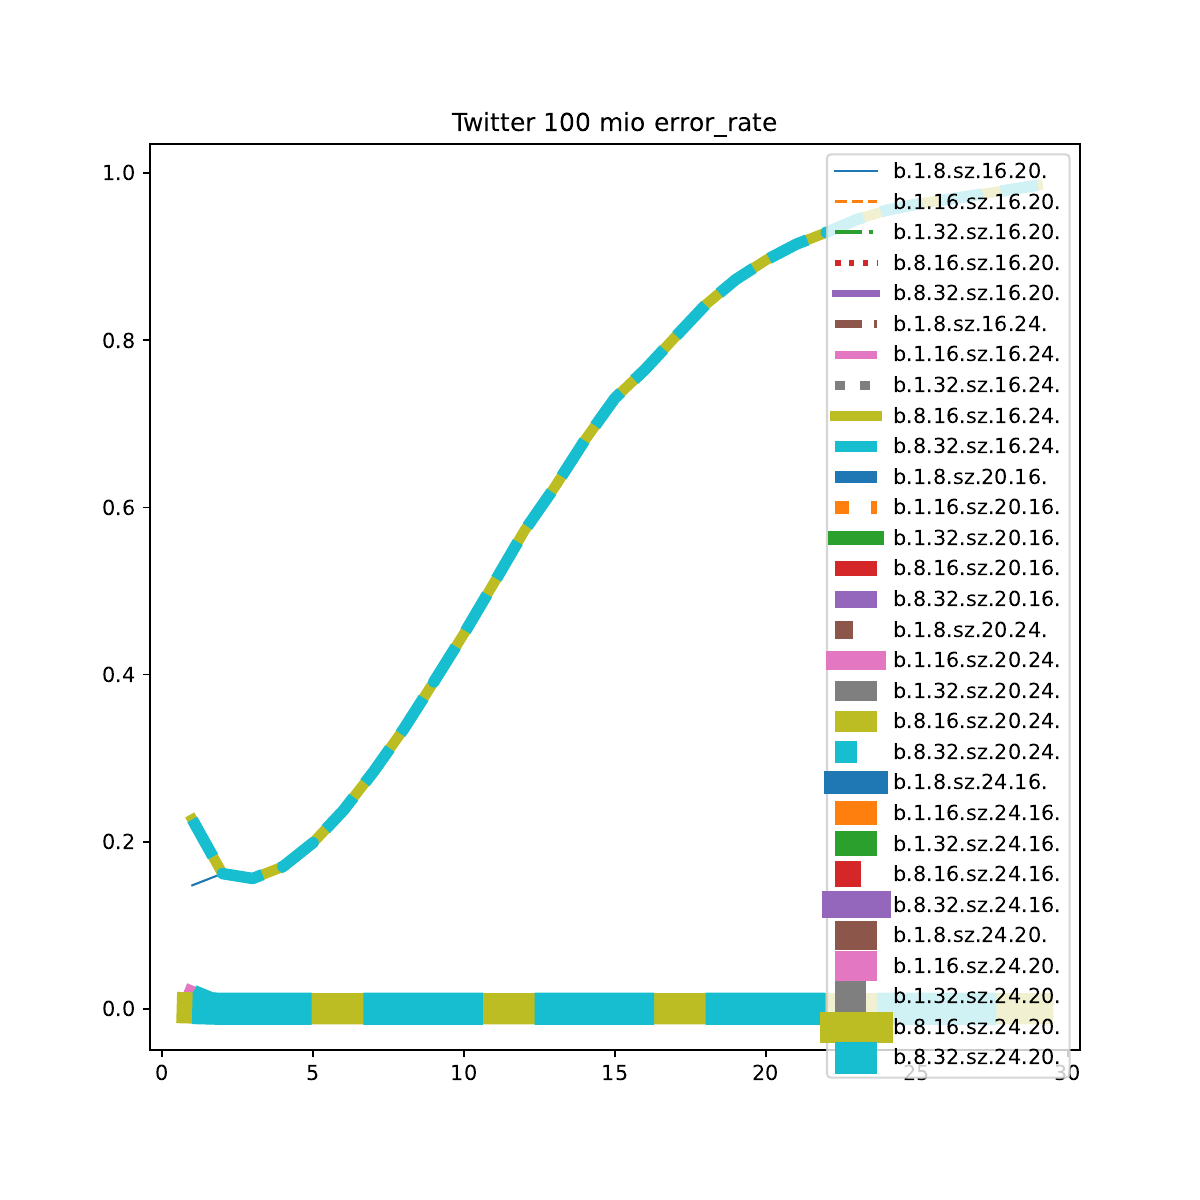 Twitter 100 mio error_rate
1.0
0.8
0.6
0.4
0.2
0.0
0
5
10
15
20
25
30
b.1.8.sz.16.20.
b.1.16.sz.16.20.
b.1.32.sz.16.20.
b.8.16.sz.16.20.
b.8.32.sz.16.20.
b.1.8.sz.16.24.
b.1.16.sz.16.24.
b.1.32.sz.16.24.
b.8.16.sz.16.24.
b.8.32.sz.16.24.
b.1.8.sz.20.16.
b.1.16.sz.20.16.
b.1.32.sz.20.16.
b.8.16.sz.20.16.
b.8.32.sz.20.16.
b.1.8.sz.20.24.
b.1.16.sz.20.24.
b.1.32.sz.20.24.
b.8.16.sz.20.24.
b.8.32.sz.20.24.
b.1.8.sz.24.16.
b.1.16.sz.24.16.
b.1.32.sz.24.16.
b.8.16.sz.24.16.
b.8.32.sz.24.16.
b.1.8.sz.24.20.
b.1.16.sz.24.20.
b.1.32.sz.24.20.
b.8.16.sz.24.20.
b.8.32.sz.24.20.